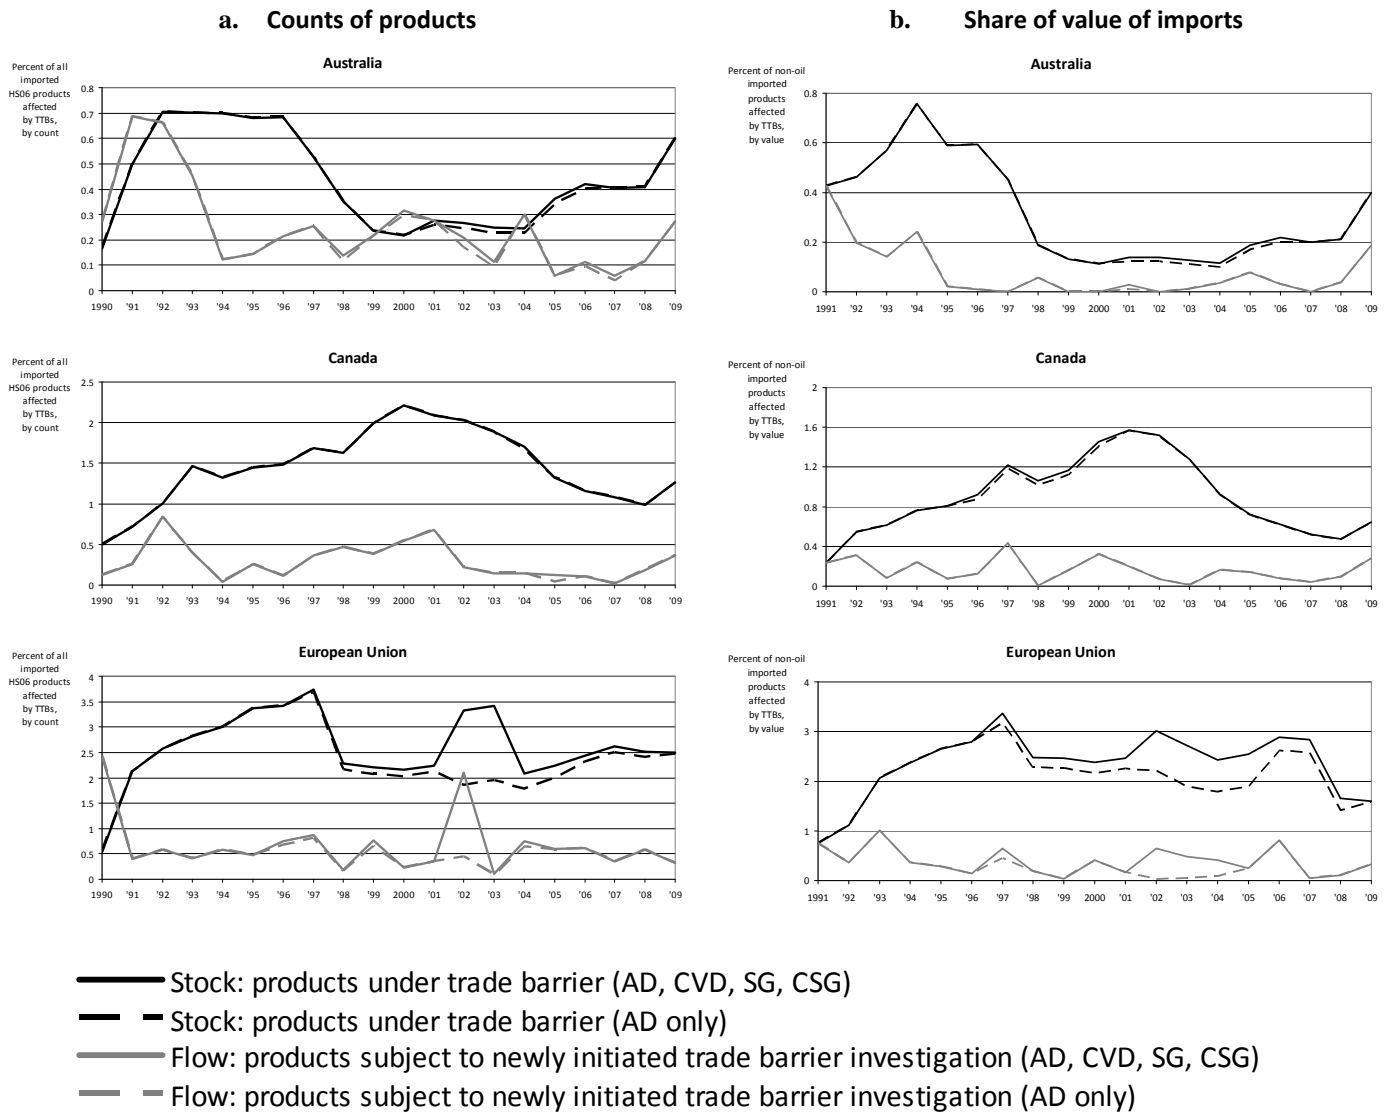 a. Counts of products
b. Share of value of imports
Percent of all
imported
HS06 products
affected
by TTBs,
by count
Australia
0.8
0.7
0.6
0.5
0.4
0.3
0.2
0.1
0
1990 '91 '92 '93 '94 '95 '96 '97 '98 '99 2000 '01 '02 '03 '04 '05 '06 '07 '08 '09
Percent of non-oil
imported
products
affected
by TTBs,
by value
Australia
0.8
0.6
0.4
0.2
0
1991 '92 '93 '94 '95 '96 '97 '98 '99 2000 '01 '02 '03 '04 '05 '06 '07 '08 '09
Percent of all
imported
HS06 products
affected
by TTBs,
by count
Canada
2.5
2
1.5
1
0.5
0
1990 '91 '92 '93 '94 '95 '96 '97 '98 '99 2000 '01 '02 '03 '04 '05 '06 '07 '08 '09
Percent of non-oil
imported
products
affected
by TTBs,
by value
Canada
2
1.6
1.2
0.8
0.4
0
1991 '92 '93 '94 '95 '96 '97 '98 '99 2000 '01 '02 '03 '04 '05 '06 '07 '08 '09
Percent of all
imported
HS06 products
affected
by TTBs,
by count
European Union
4
3.5
3
2.5
2
1.5
1
0.5
0
1990 '91 '92 '93 '94 '95 '96 '97 '98 '99 2000 '01 '02 '03 '04 '05 '06 '07 '08 '09
Percent of non-oil
imported
products
affected
by TTBs,
by value
European Union
4
3
2
1
0
1991 '92 '93 '94 '95 '96 '97 '98 '99 2000 '01 '02 '03 '04 '05 '06 '07 '08 '09
Stock: products under trade barrier (AD, CVD, SG, CSG)
Stock: products under trade barrier (AD only)
Flow: products subject to newly initiated trade barrier investigation (AD, CVD, SG, CSG)
Flow: products subject to newly initiated trade barrier investigation (AD only)